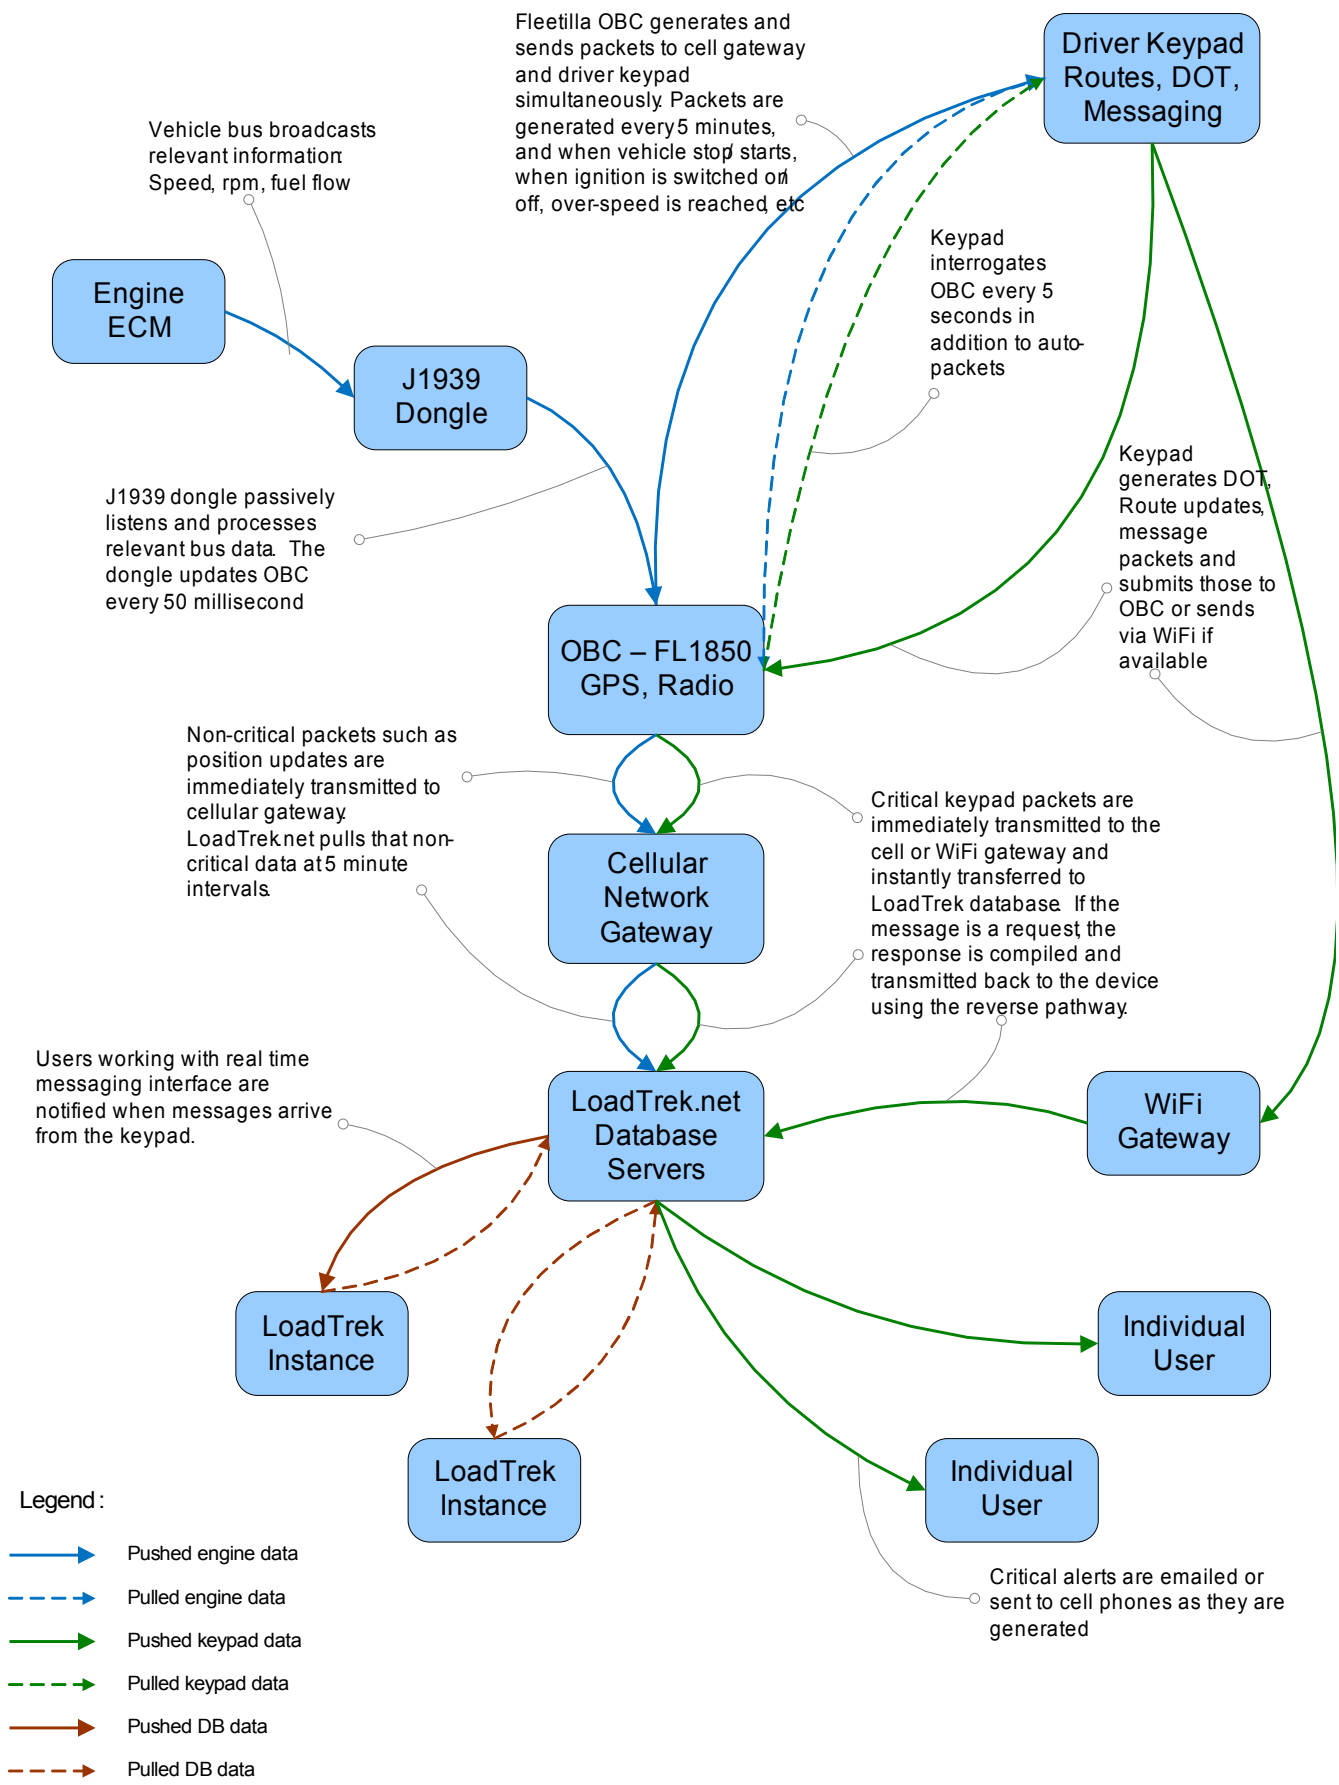 Fleetilla OBC generates and
sends packets to cell gateway
and driver keypad
simultaneously. Packets are
generated every 5 minutes,
and when vehicle stop/ starts,
when ignition is switched on/
off, over-speed is reached, etc
Driver Keypad
Routes, DOT,
Messaging
Vehicle bus broadcasts
relevant information:
Speed, rpm, fuel flow
Keypad
interrogates
OBC every 5
seconds in
addition to auto-
packets
Engine
ECM
J1939
Dongle
Keypad
generates DOT,
Route updates,
message
packets and
submits those to
OBC or sends
via WiFi if
available
J1939 dongle passively
listens and processes
relevant bus data. The
dongle updates OBC
every 50 millisecond
OBC – FL1850
GPS, Radio
Non-critical packets such as
position updates are
immediately transmitted to
cellular gateway.
LoadTrek.net pulls that non-
critical data at 5 minute
intervals.
Critical keypad packets are
immediately transmitted to the
cell or WiFi gateway and
instantly transferred to
LoadTrek database. If the
message is a request, the
response is compiled and
transmitted back to the device
using the reverse pathway.
Cellular
Network
Gateway
Users working with real time
messaging interface are
notified when messages arrive
from the keypad.
LoadTrek.net
Database
Servers
WiFi
Gateway
LoadTrek
Instance
Individual
User
LoadTrek
Instance
Individual
User
Critical alerts are emailed or
sent to cell phones as they are
generated
Legend :
Pushed engine data
Pulled engine data
Pushed keypad data
Pulled keypad data
Pushed DB data
Pulled DB data